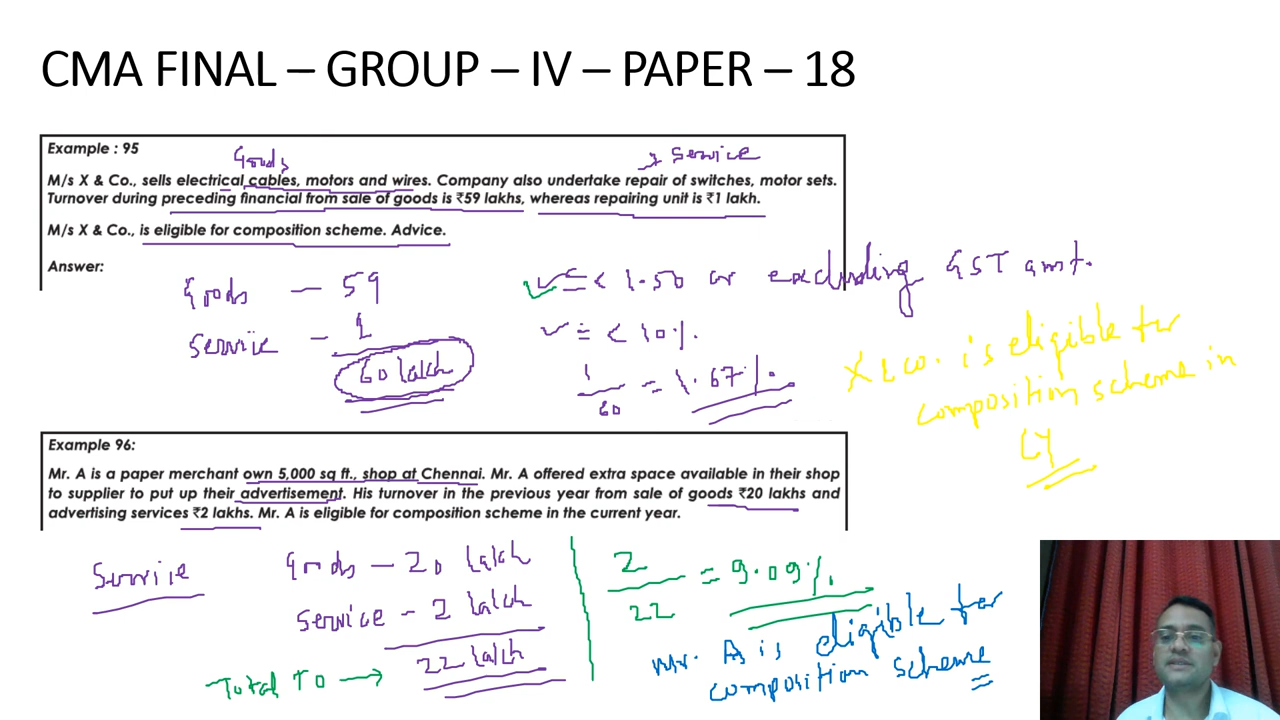 CMA FINAL – GROUP – IV – PAPER – 18
Example : 95
Goods
→ Service
M/s X & Co., sells electrical cables, motors and wires. Company also undertake repair of switches, motor sets.
Turnover during preceding financial from sale of goods is ₹59 lakhs, whereas repairing unit is ₹1 lakh.
M/s X & Co., is eligible for composition scheme. Advice.
Answer:
Goods – 59
Service – 1
60 lakh
✓ = < 1.50 cr excluding GST amt.
✓ = < 10%.
1/60 = 1.67%.
X & co. is eligible for
composition scheme in
CY
Example 96:
Mr. A is a paper merchant own 5,000 sq ft., shop at Chennai. Mr. A offered extra space available in their shop
to supplier to put up their advertisement. His turnover in the previous year from sale of goods ₹20 lakhs and
advertising services ₹2 lakhs. Mr. A is eligible for composition scheme in the current year.
Service
Goods – 20 lakh
Service – 2 lakh
Total TO → 22 lakh
2/22 = 9.09%.
Mr. A is eligible for
composition scheme